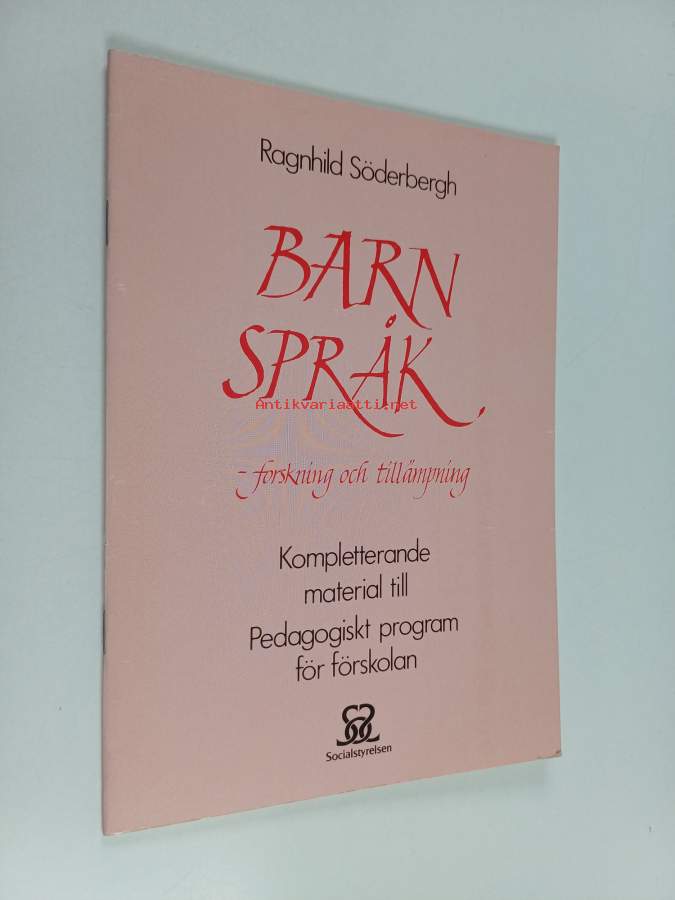 Ragnhild Söderbergh
BARN
SPRÅK
Antikvariaatti.net
– forskning och tillämpning
Kompletterande
material till
Pedagogiskt program
för förskolan
Socialstyrelsen